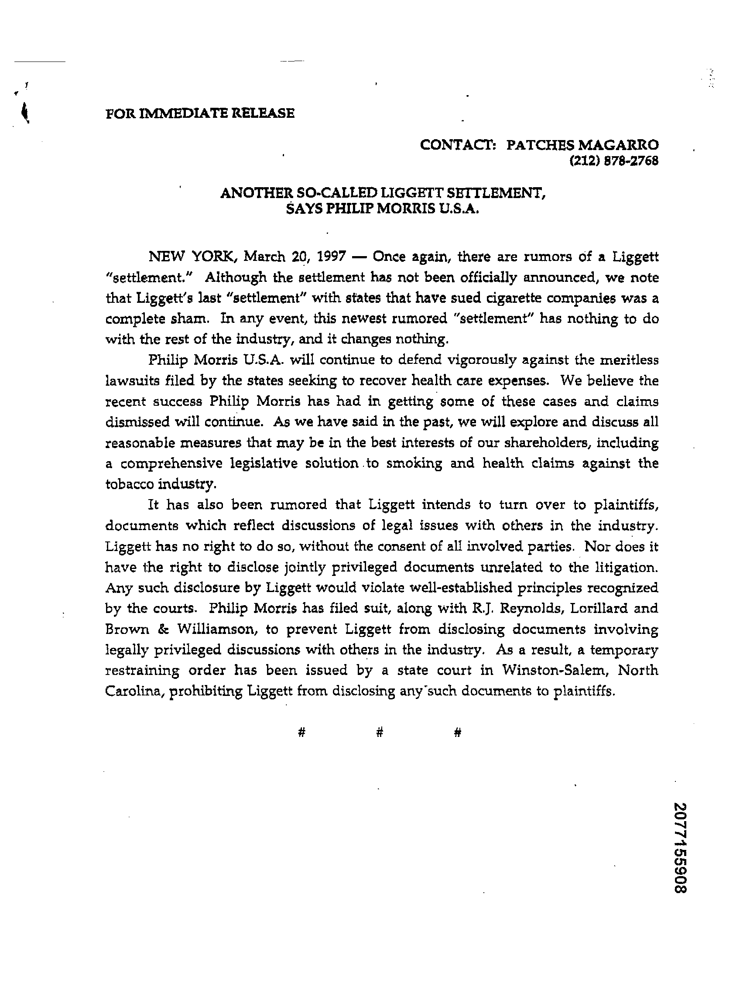 FOR IMMEDIATE RELEASE
CONTACT: PATCHES MAGARRO
(212) 878-2768
ANOTHER SO-CALLED LIGGETT SETTLEMENT,
SAYS PHILIP MORRIS U.S.A.
NEW YORK, March 20, 1997 — Once again, there are rumors of a Liggett
"settlement." Although the settlement has not been officially announced, we note
that Liggett's last "settlement" with states that have sued cigarette companies was a
complete sham. In any event, this newest rumored "settlement" has nothing to do
with the rest of the industry, and it changes nothing.
Philip Morris U.S.A. will continue to defend vigorously against the meritless
lawsuits filed by the states seeking to recover health care expenses. We believe the
recent success Philip Morris has had in getting some of these cases and claims
dismissed will continue. As we have said in the past, we will explore and discuss all
reasonable measures that may be in the best interests of our shareholders, including
a comprehensive legislative solution to smoking and health claims against the
tobacco industry.
It has also been rumored that Liggett intends to turn over to plaintiffs,
documents which reflect discussions of legal issues with others in the industry.
Liggett has no right to do so, without the consent of all involved parties. Nor does it
have the right to disclose jointly privileged documents unrelated to the litigation.
Any such disclosure by Liggett would violate well-established principles recognized
by the courts. Philip Morris has filed suit, along with R.J. Reynolds, Lorillard and
Brown & Williamson, to prevent Liggett from disclosing documents involving
legally privileged discussions with others in the industry. As a result, a temporary
restraining order has been issued by a state court in Winston-Salem, North
Carolina, prohibiting Liggett from disclosing any such documents to plaintiffs.
# # #
2077155908